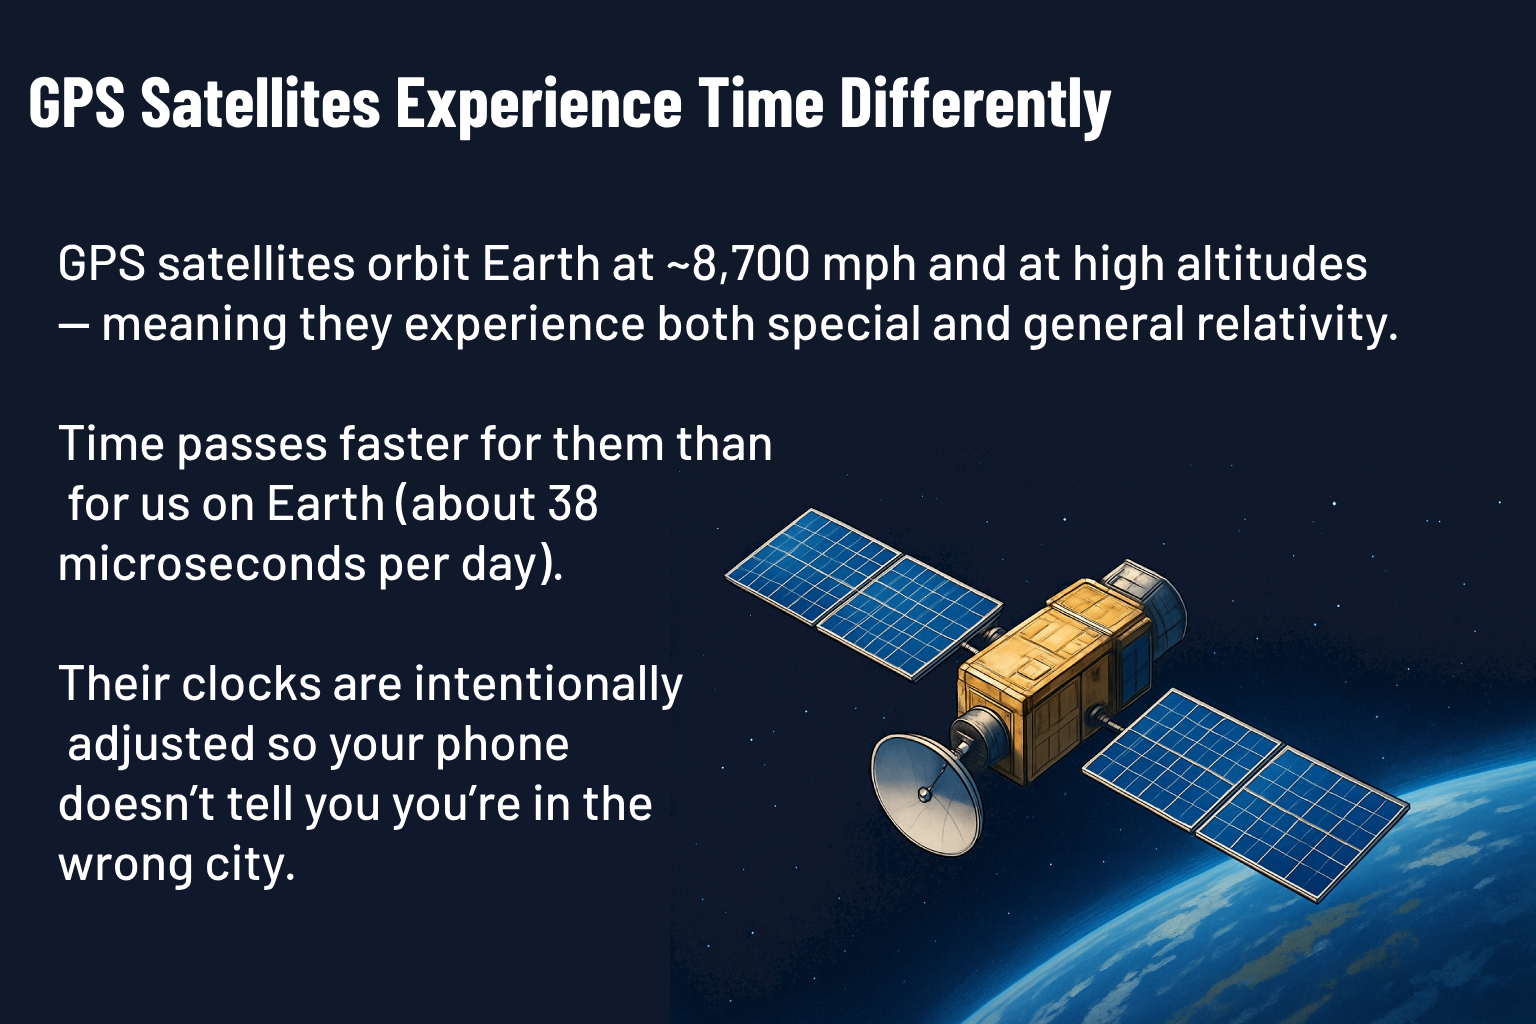 GPS Satellites Experience Time Differently
GPS satellites orbit Earth at ~8,700 mph and at high altitudes
— meaning they experience both special and general relativity.
Time passes faster for them than
for us on Earth (about 38
microseconds per day).
Their clocks are intentionally
adjusted so your phone
doesn’t tell you you’re in the
wrong city.